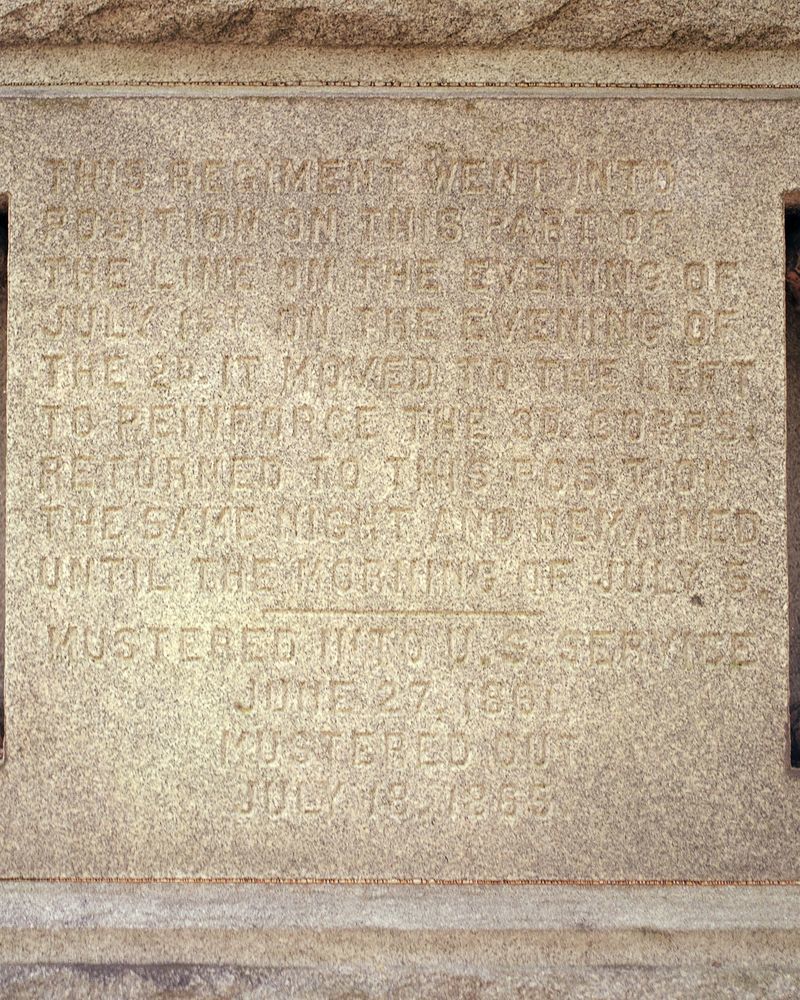 THIS REGIMENT WENT INTO
POSITION ON THIS PART OF
THE LINE ON THE EVENING OF
JULY 1ST. ON THE EVENING OF
THE 2D. IT MOVED TO THE LEFT
TO REINFORCE THE 3D. CORPS:
RETURNED TO THIS POSITION
THE SAME NIGHT AND REMAINED
UNTIL THE MORNING OF JULY 5.
MUSTERED INTO U.S. SERVICE
JUNE 27, 1861.
MUSTERED OUT
JULY 18, 1865.